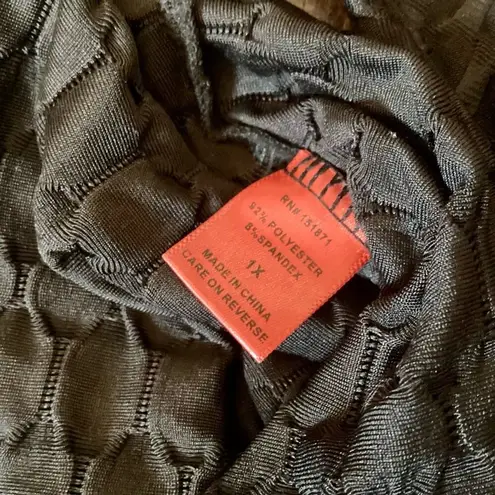 RN# 151871
92% POLYESTER
8%SPANDEX
1X
MADE IN CHINA
CARE ON REVERSE